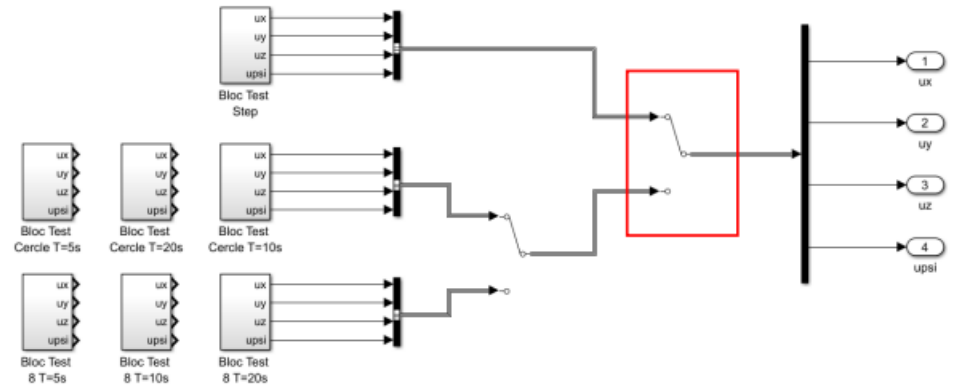 ux
uy
uz
upsi
Bloc Test
Step
1
ux
2
uy
3
uz
4
upsi
ux
uy
uz
upsi
Bloc Test
Cercle T=5s
ux
uy
uz
upsi
Bloc Test
Cercle T=20s
ux
uy
uz
upsi
Bloc Test
Cercle T=10s
ux
uy
uz
upsi
Bloc Test
8 T=5s
ux
uy
uz
upsi
Bloc Test
8 T=10s
ux
uy
uz
upsi
Bloc Test
8 T=20s